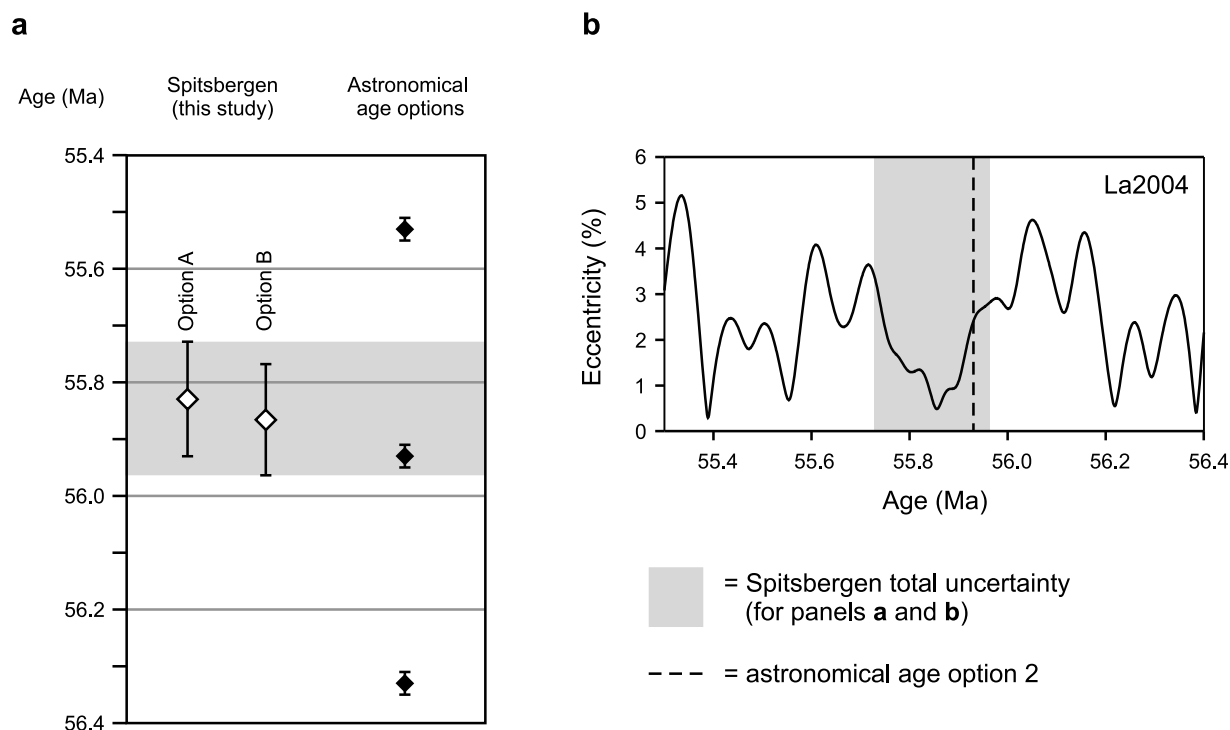 a
Age (Ma)
Spitsbergen
(this study)
Astronomical
age options
55.4
55.6
55.8
56.0
56.2
56.4
Option A
Option B
b
La2004
Eccentricity (%)
6
5
4
3
2
1
0
55.4 55.6 55.8 56.0 56.2 56.4
Age (Ma)
= Spitsbergen total uncertainty
(for panels a and b)
= astronomical age option 2